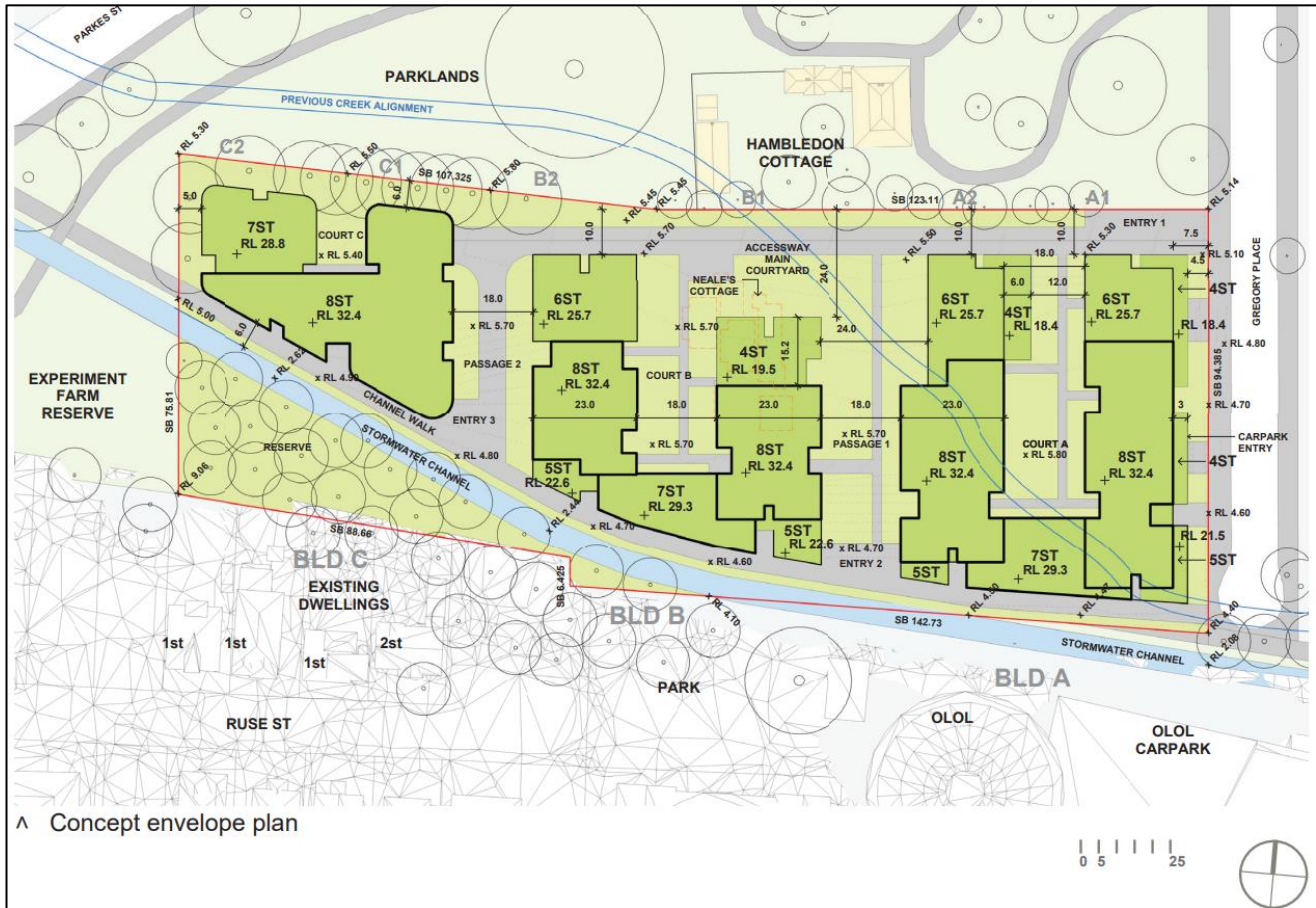 PARKES ST
PARKLANDS
PREVIOUS CREEK ALIGNMENT
HAMBLEDON
COTTAGE
RL 5.30
C2
RL 5.50
C1
SB 107.325
RL 5.80
B2
RL 5.45
RL 5.45
B1
SB 123.11
A2
A1
RL 5.14
ENTRY 1
5.0
6.0
10.0
RL 5.70
24.0
RL 5.50
10.0
10.0
RL 5.30
7.5
RL 5.10
7ST
RL 28.8
COURT C
x RL 5.40
ACCESSWAY
MAIN
COURTYARD
NEALE'S
COTTAGE
18.0
6.0
12.0
4ST
GREGORY PLACE
8ST
RL 32.4
18.0
x RL 5.70
PASSAGE 2
6ST
RL 25.7
x RL 5.70
24.0
6ST
RL 25.7
4ST
RL 18.4
6ST
RL 25.7
RL 18.4
x RL 4.80
RL 5.00
6.0
RL 2.62
x RL 4.90
4ST
RL 19.5
15.2
8ST
RL 32.4
COURT B
SB 94.385
EXPERIMENT
FARM
RESERVE
SB 75.81
CHANNEL WALK
ENTRY 3
23.0
18.0
23.0
18.0
23.0
3
x RL 4.70
x RL 5.70
x RL 5.70
PASSAGE 1
COURT A
x RL 5.80
CARPARK
ENTRY
RESERVE
STORMWATER CHANNEL
x RL 4.80
8ST
RL 32.4
8ST
RL 32.4
8ST
RL 32.4
4ST
5ST
RL 22.6
RL 9.06
RL 2.44
7ST
RL 29.3
x RL 4.70
x RL 4.60
RL 21.5
5ST
RL 22.6
x RL 4.70
ENTRY 2
x RL 4.60
5ST
5ST
7ST
RL 29.3
SB 88.66
BLD C
EXISTING
DWELLINGS
SB 6.425
BLD B
RL 4.10
SB 142.73
RL 4.50
RL 4.47
RL 4.40
RL 2.08
STORMWATER CHANNEL
1st
1st
1st
2st
PARK
BLD A
RUSE ST
OLOL
OLOL
CARPARK
^ Concept envelope plan
0 5 25